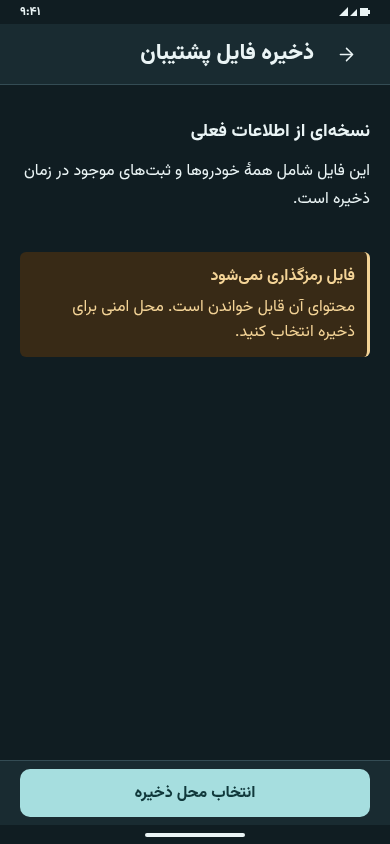 ۹:۴۱
ذخیره فایل پشتیبان
نسخه‌ای از اطلاعات فعلی
این فایل شامل همهٔ خودروها و ثبت‌های موجود در زمان
ذخیره است.
فایل رمزگذاری نمی‌شود
محتوای آن قابل خواندن است. محل امنی برای
ذخیره انتخاب کنید.
انتخاب محل ذخیره